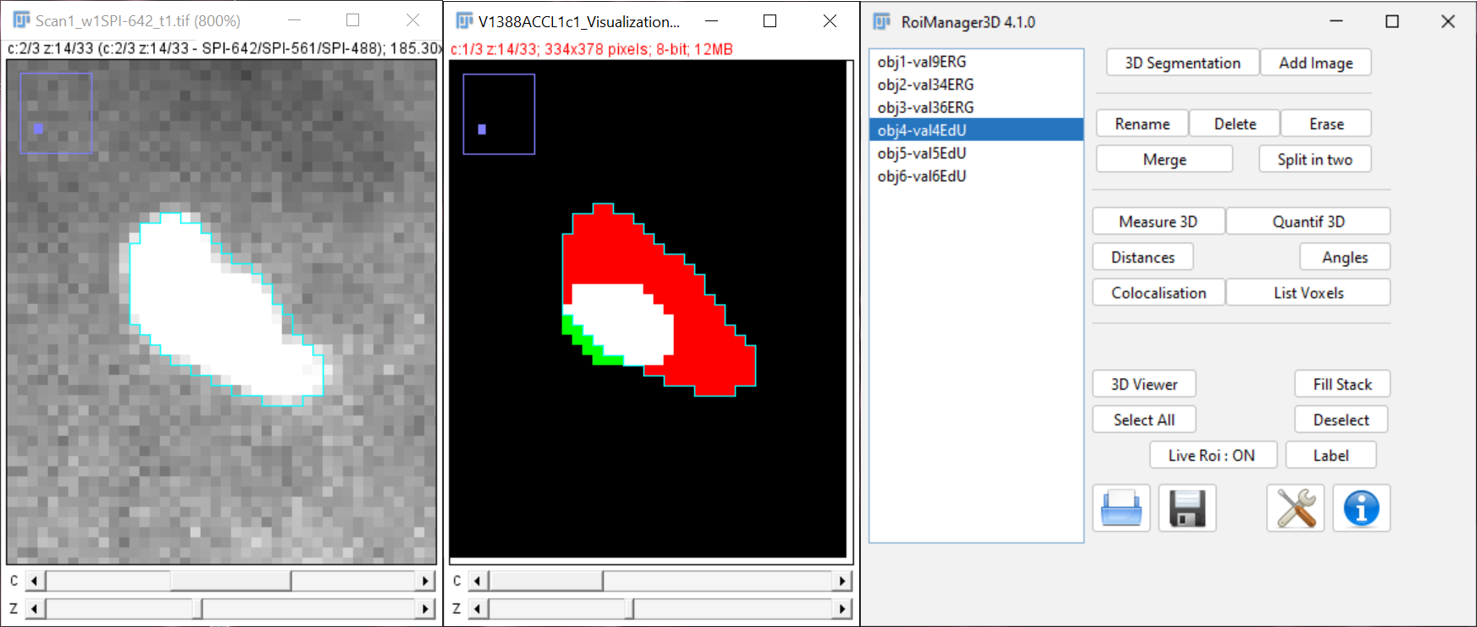 Scan1_w1SPI-642_t1.tif (800%)
c:2/3 z:14/33 (c:2/3 z:14/33 - SPI-642/SPI-561/SPI-488); 185.30x
C
Z
V1388ACCL1c1_Visualization...
c:1/3 z:14/33; 334x378 pixels; 8-bit; 12MB
C
Z
RoiManager3D 4.1.0
obj1-val9ERG
obj2-val34ERG
obj3-val36ERG
obj4-val4EdU
obj5-val5EdU
obj6-val6EdU
3D Segmentation Add Image
Rename Delete Erase
Merge Split in two
Measure 3D Quantif 3D
Distances Angles
Colocalisation List Voxels
3D Viewer Fill Stack
Select All Deselect
Live Roi : ON Label